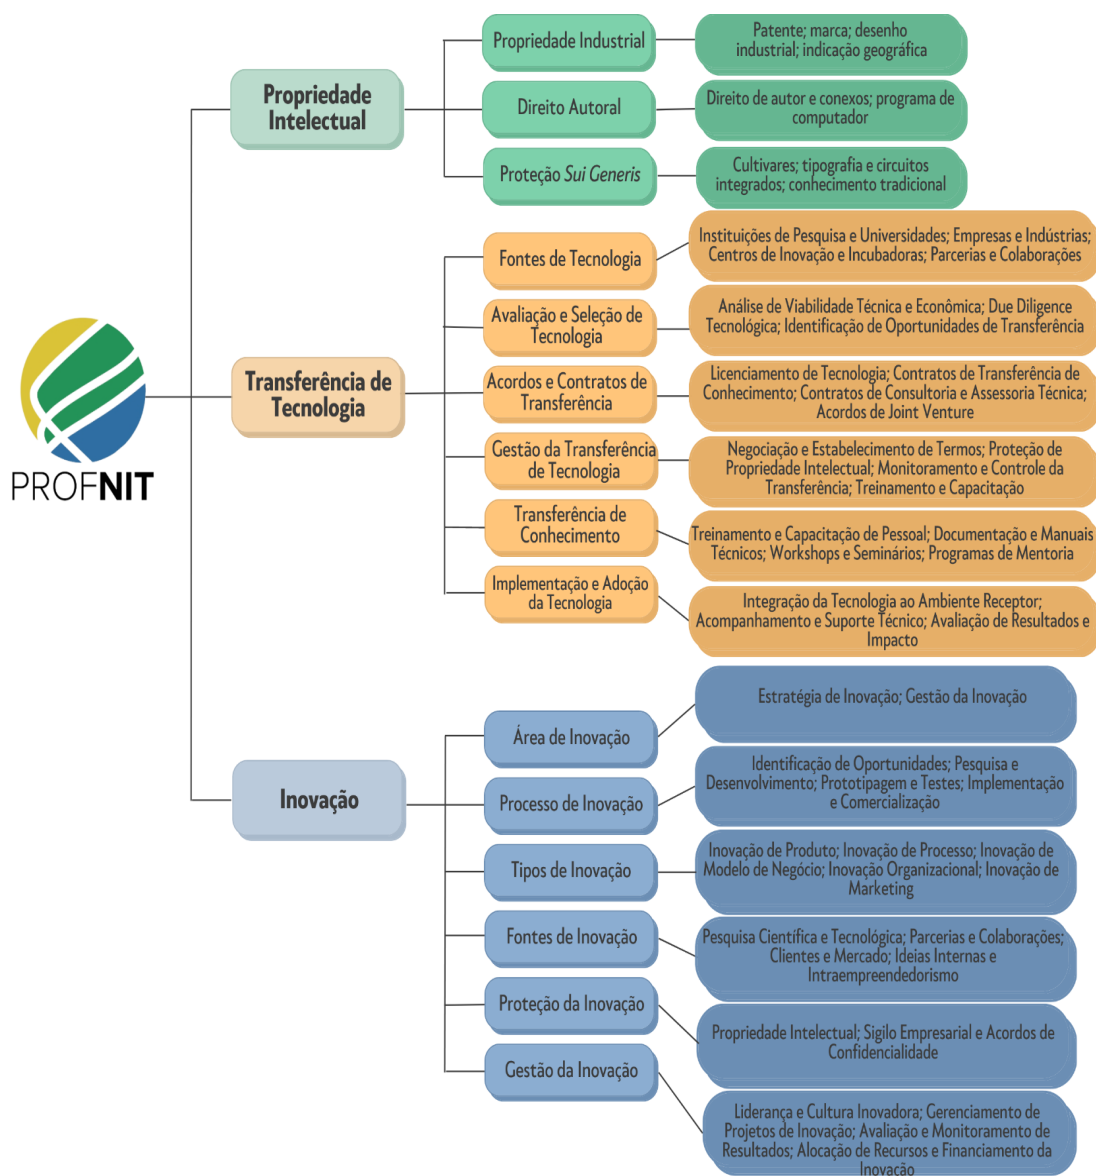 PROFNIT
Propriedade
Intelectual
Propriedade Industrial
Patente; marca; desenho
industrial; indicação geográfica
Direito Autoral
Direito de autor e conexos; programa de
computador
Proteção Sui Generis
Cultivares; tipografia e circuitos
integrados; conhecimento tradicional
Transferência de
Tecnologia
Fontes de Tecnologia
Instituições de Pesquisa e Universidades; Empresas e Indústrias;
Centros de Inovação e Incubadoras; Parcerias e Colaborações
Avaliação e Seleção de
Tecnologia
Análise de Viabilidade Técnica e Econômica; Due Diligence
Tecnológica; Identificação de Oportunidades de Transferência
Acordos e Contratos de
Transferência
Licenciamento de Tecnologia; Contratos de Transferência de
Conhecimento; Contratos de Consultoria e Assessoria Técnica;
Acordos de Joint Venture
Gestão da Transferência
de Tecnologia
Negociação e Estabelecimento de Termos; Proteção de
Propriedade Intelectual; Monitoramento e Controle da
Transferência; Treinamento e Capacitação
Transferência de
Conhecimento
Treinamento e Capacitação de Pessoal; Documentação e Manuais
Técnicos; Workshops e Seminários; Programas de Mentoria
Implementação e Adoção
da Tecnologia
Integração da Tecnologia ao Ambiente Receptor;
Acompanhamento e Suporte Técnico; Avaliação de Resultados e
Impacto
Inovação
Área de Inovação
Estratégia de Inovação; Gestão da Inovação
Processo de Inovação
Identificação de Oportunidades; Pesquisa e
Desenvolvimento; Prototipagem e Testes; Implementação
e Comercialização
Tipos de Inovação
Inovação de Produto; Inovação de Processo; Inovação de
Modelo de Negócio; Inovação Organizacional; Inovação de
Marketing
Fontes de Inovação
Pesquisa Científica e Tecnológica; Parcerias e Colaborações;
Clientes e Mercado; Ideias Internas e
Intraempreendedorismo
Proteção da Inovação
Propriedade Intelectual; Sigilo Empresarial e Acordos de
Confidencialidade
Gestão da Inovação
Liderança e Cultura Inovadora; Gerenciamento de
Projetos de Inovação; Avaliação e Monitoramento de
Resultados; Alocação de Recursos e Financiamento da
Inovação